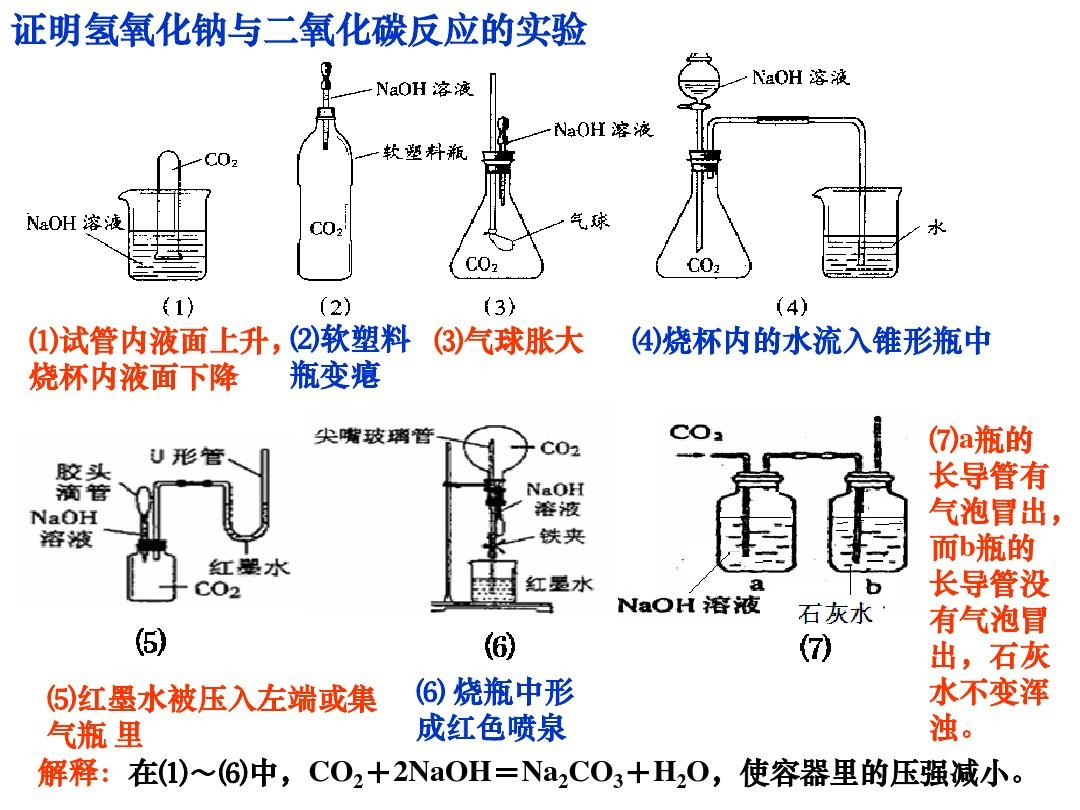 证明氢氧化钠与二氧化碳反应的实验
CO₂
NaOH 溶液
(1)
NaOH 溶液
软塑料瓶
CO₂
(2)
NaOH 溶液
气球
CO₂
(3)
NaOH 溶液
水
CO₂
(4)
⑴试管内液面上升，
烧杯内液面下降
⑵软塑料
瓶变瘪
⑶气球胀大
⑷烧杯内的水流入锥形瓶中
U形管
胶头
滴管
NaOH
溶液
红墨水
CO₂
⑸
尖嘴玻璃管
CO₂
NaOH
溶液
铁夹
红墨水
⑹
CO₂
a
b
NaOH 溶液
石灰水
⑺
⑺a瓶的
长导管有
气泡冒出，
而b瓶的
长导管没
有气泡冒
出，石灰
水不变浑
浊。
⑸红墨水被压入左端或集
气瓶 里
⑹ 烧瓶中形
成红色喷泉
解释：在⑴～⑹中，CO₂＋2NaOH＝Na₂CO₃＋H₂O，使容器里的压强减小。